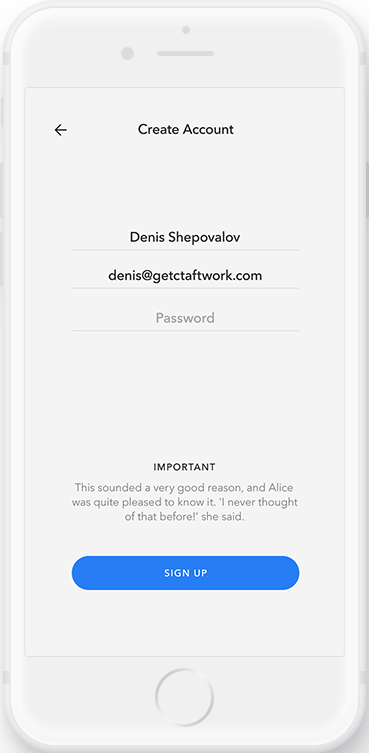 Create Account
Denis Shepovalov
denis@getctaftwork.com
Password
IMPORTANT
This sounded a very good reason, and Alice
was quite pleased to know it. 'I never thought
of that before!' she said.
SIGN UP